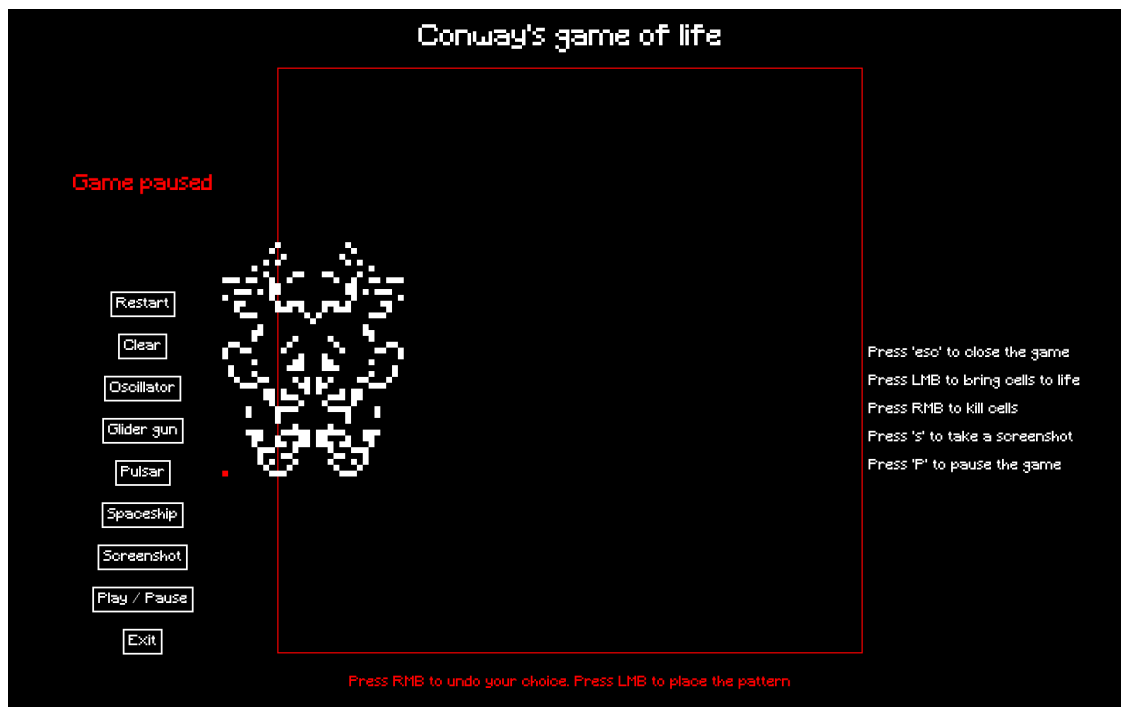 Conway's game of life
Game paused
Restart
Clear
Oscillator
Glider gun
Pulsar
Spaceship
Screenshot
Play / Pause
Exit
Press 'esc' to close the game
Press LMB to bring cells to life
Press RMB to kill cells
Press 's' to take a screenshot
Press 'P' to pause the game
Press RMB to undo your choice. Press LMB to place the pattern